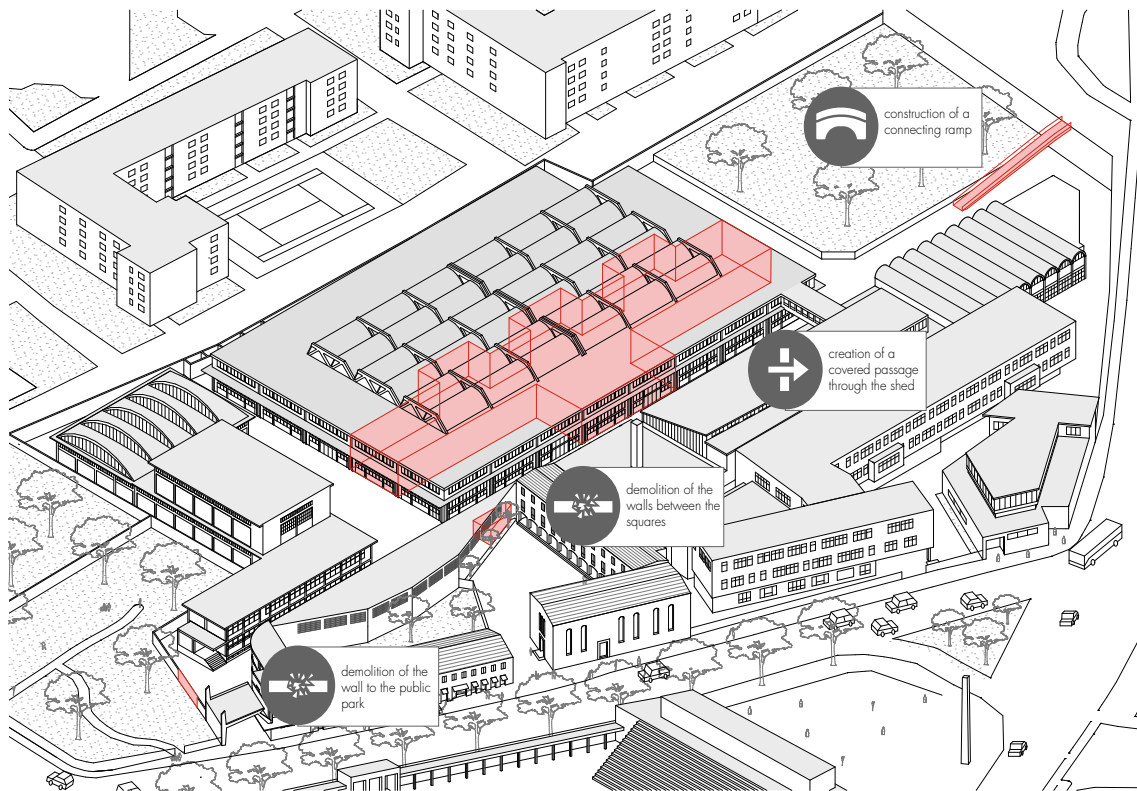 construction of a
connecting ramp
creation of a
covered passage
through the shed
demolition of the
walls between the
squares
demolition of the
wall to the public
park